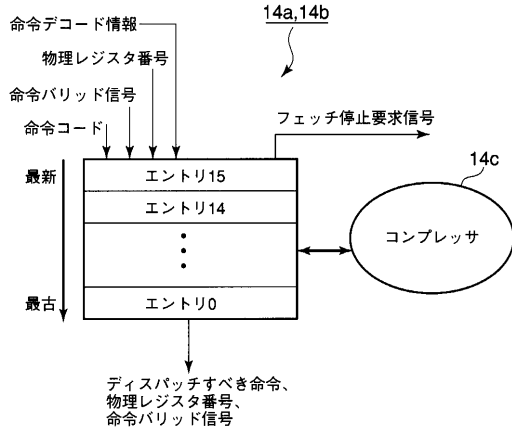 14a,14b
命令デコード情報
物理レジスタ番号
命令バリッド信号
命令コード
フェッチ停止要求信号
最新
エントリ15
エントリ14
14c
コンプレッサ
最古
エントリ0
ディスパッチすべき命令、
物理レジスタ番号、
命令バリッド信号